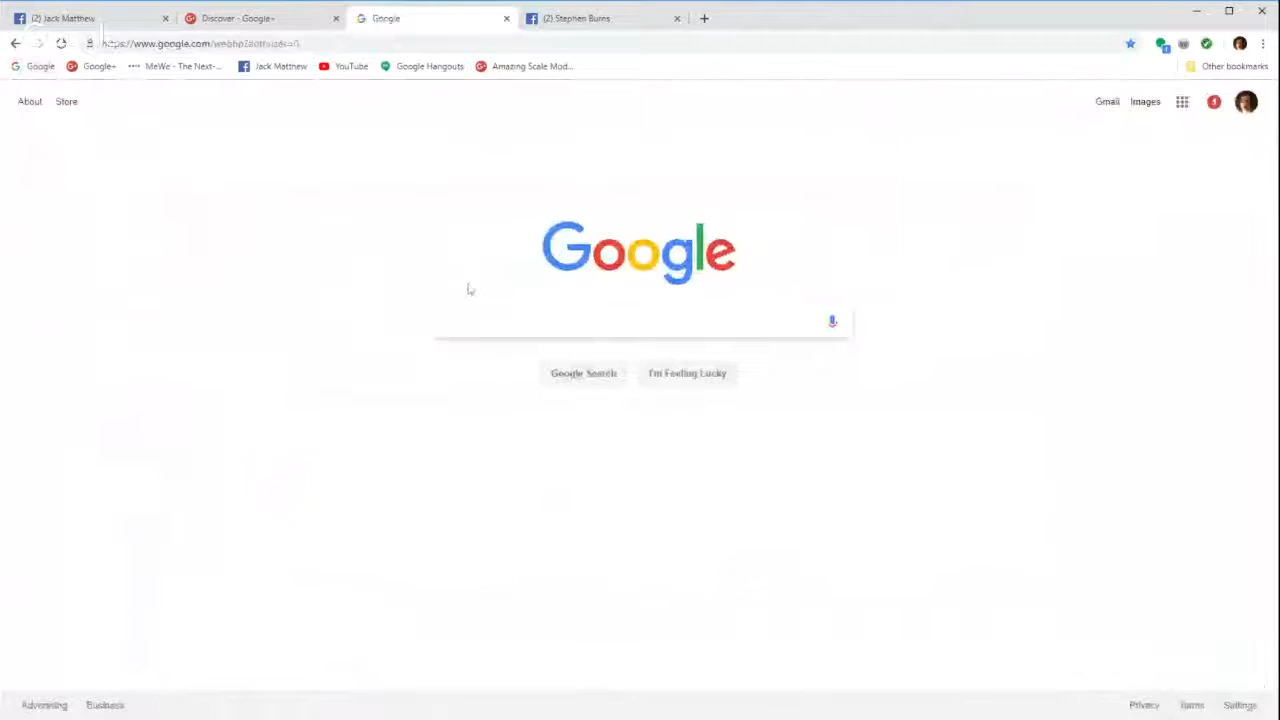 (2) Jack Matthew
Discover - Google+
Google
(2) Stephen Burns
Google
Google+
MeWe - The Next-...
Jack Matthew
YouTube
Google Hangouts
Amazing Scale Mod...
Other bookmarks
About
Store
Gmail
Images
Google
Google Search
I'm Feeling Lucky
Advertising
Business
Privacy
Terms
Settings